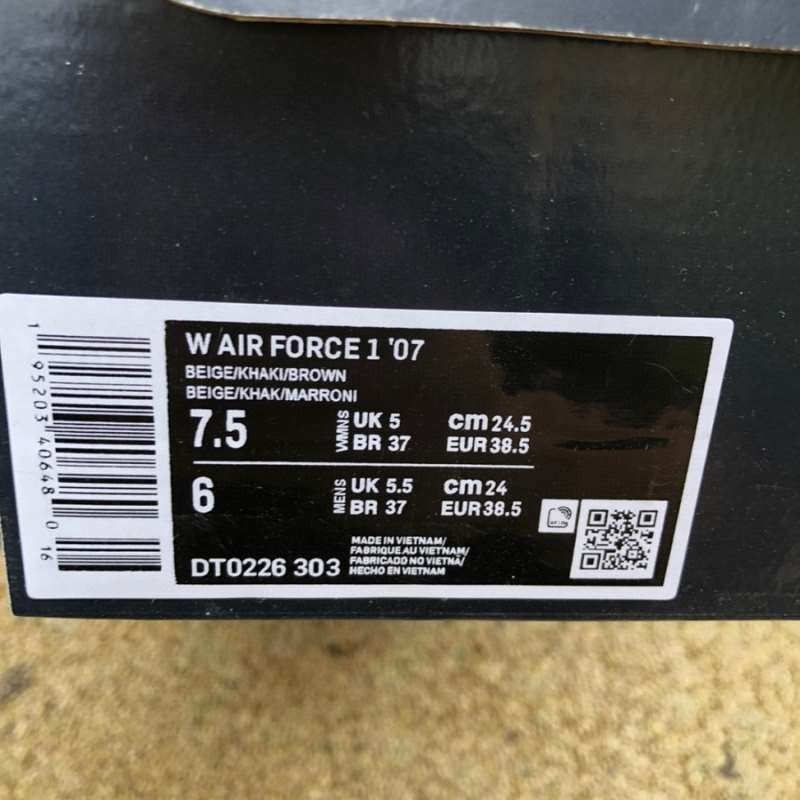 W AIR FORCE 1 '07
BEIGE/KHAKI/BROWN
BEIGE/KHAK/MARRONI
7.5 WMNS UK 5 cm 24.5
BR 37 EUR 38.5
6 MENS UK 5.5 cm 24
BR 37 EUR 38.5
DT0226 303
MADE IN VIETNAM/
FABRIQUE AU VIETNAM/
FABRICADO NO VIETNÃ/
HECHO EN VIETNAM
1 95203 40648 0 16